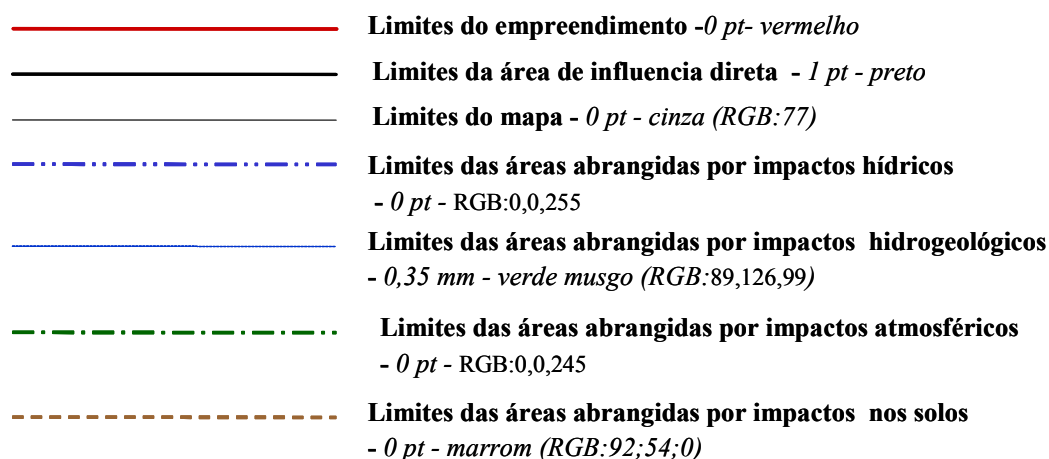 Limites do empreendimento -0 pt- vermelho
Limites da área de influencia direta - 1 pt - preto
Limites do mapa - 0 pt - cinza (RGB:77)
Limites das áreas abrangidas por impactos hídricos
- 0 pt - RGB:0,0,255
Limites das áreas abrangidas por impactos hidrogeológicos
- 0,35 mm - verde musgo (RGB:89,126,99)
Limites das áreas abrangidas por impactos atmosféricos
- 0 pt - RGB:0,0,245
Limites das áreas abrangidas por impactos nos solos
- 0 pt - marrom (RGB:92;54;0)